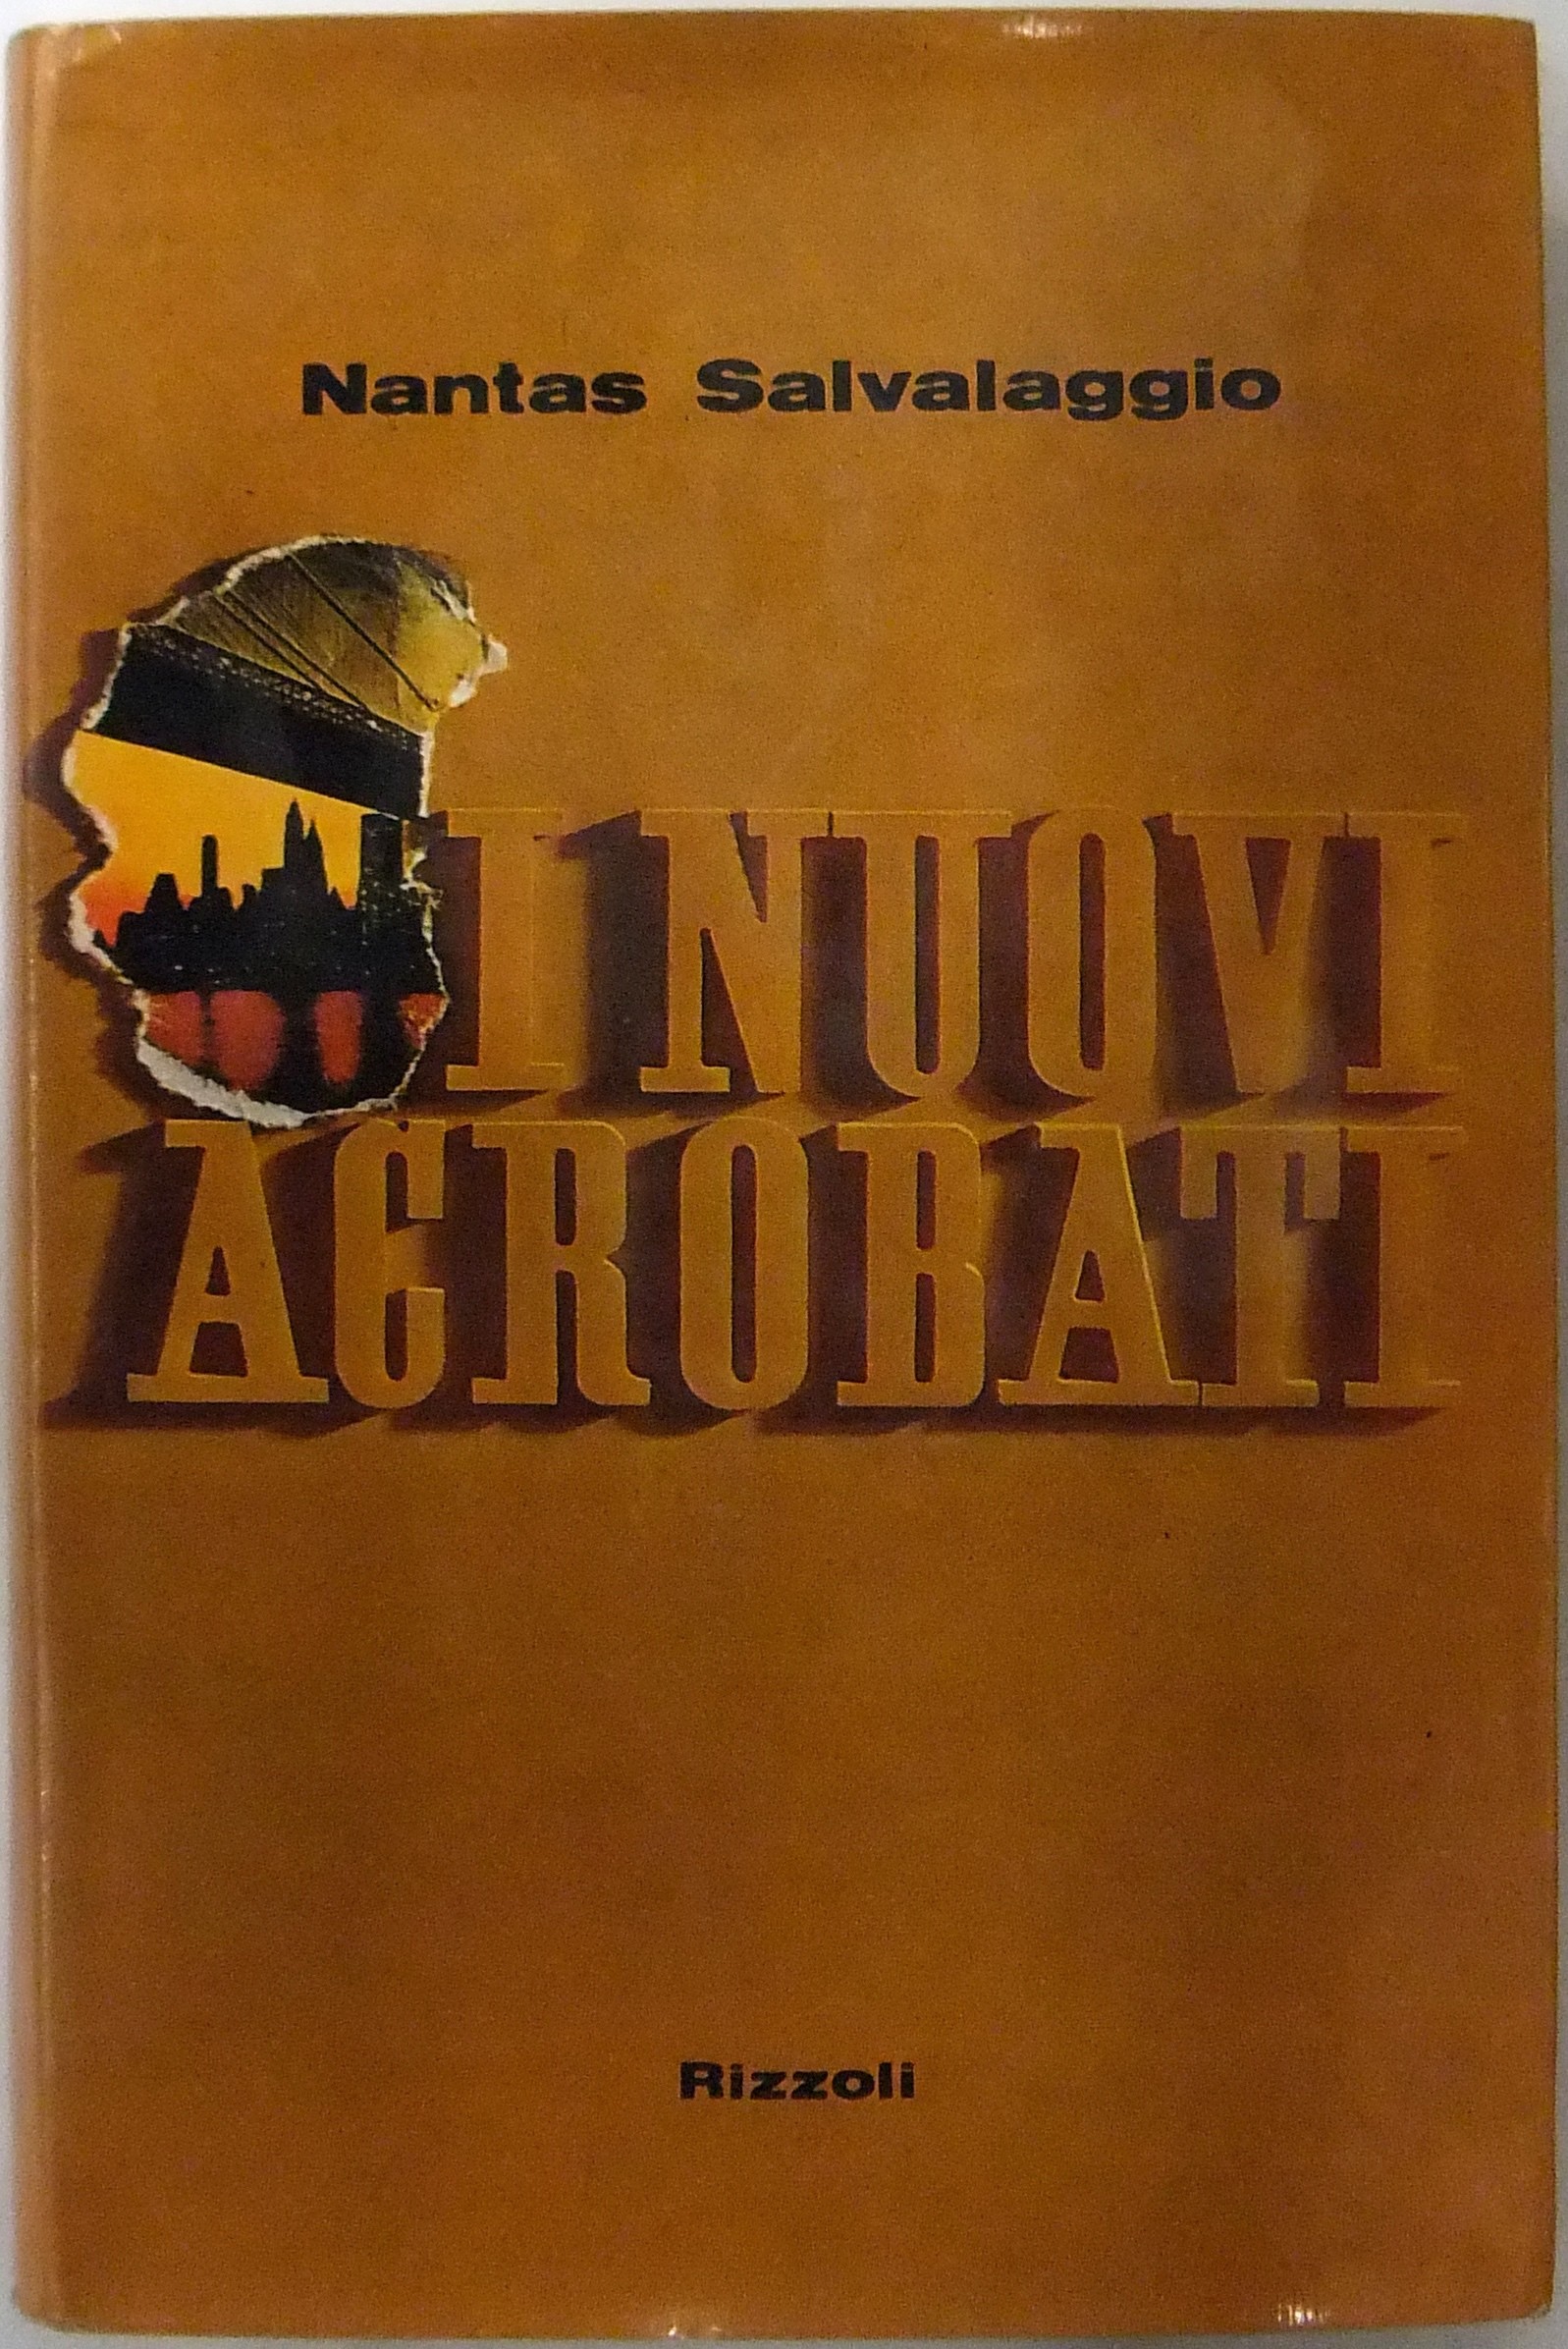 Nantas Salvalaggio
I NUOVI
ACROBATI
Rizzoli